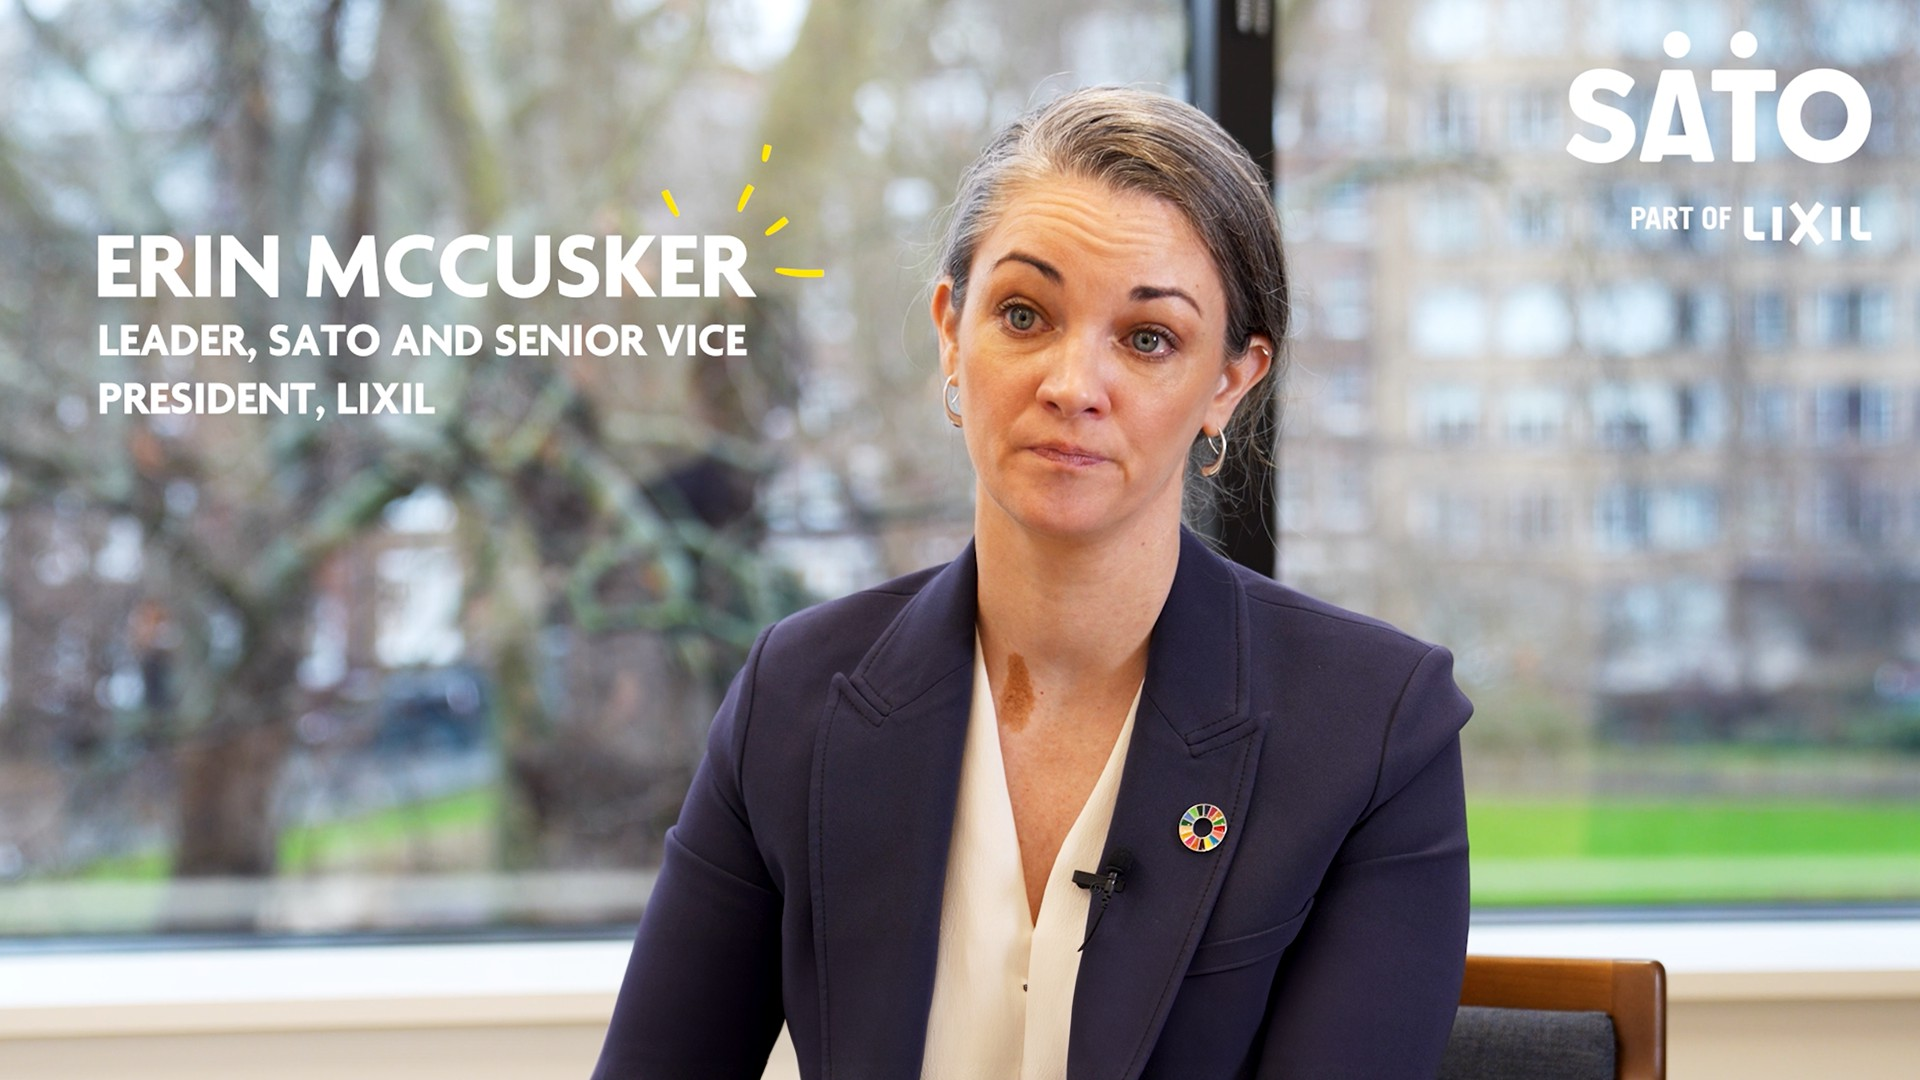 ERIN MCCUSKER
LEADER, SATO AND SENIOR VICE
PRESIDENT, LIXIL
SATO
PART OF LIXIL